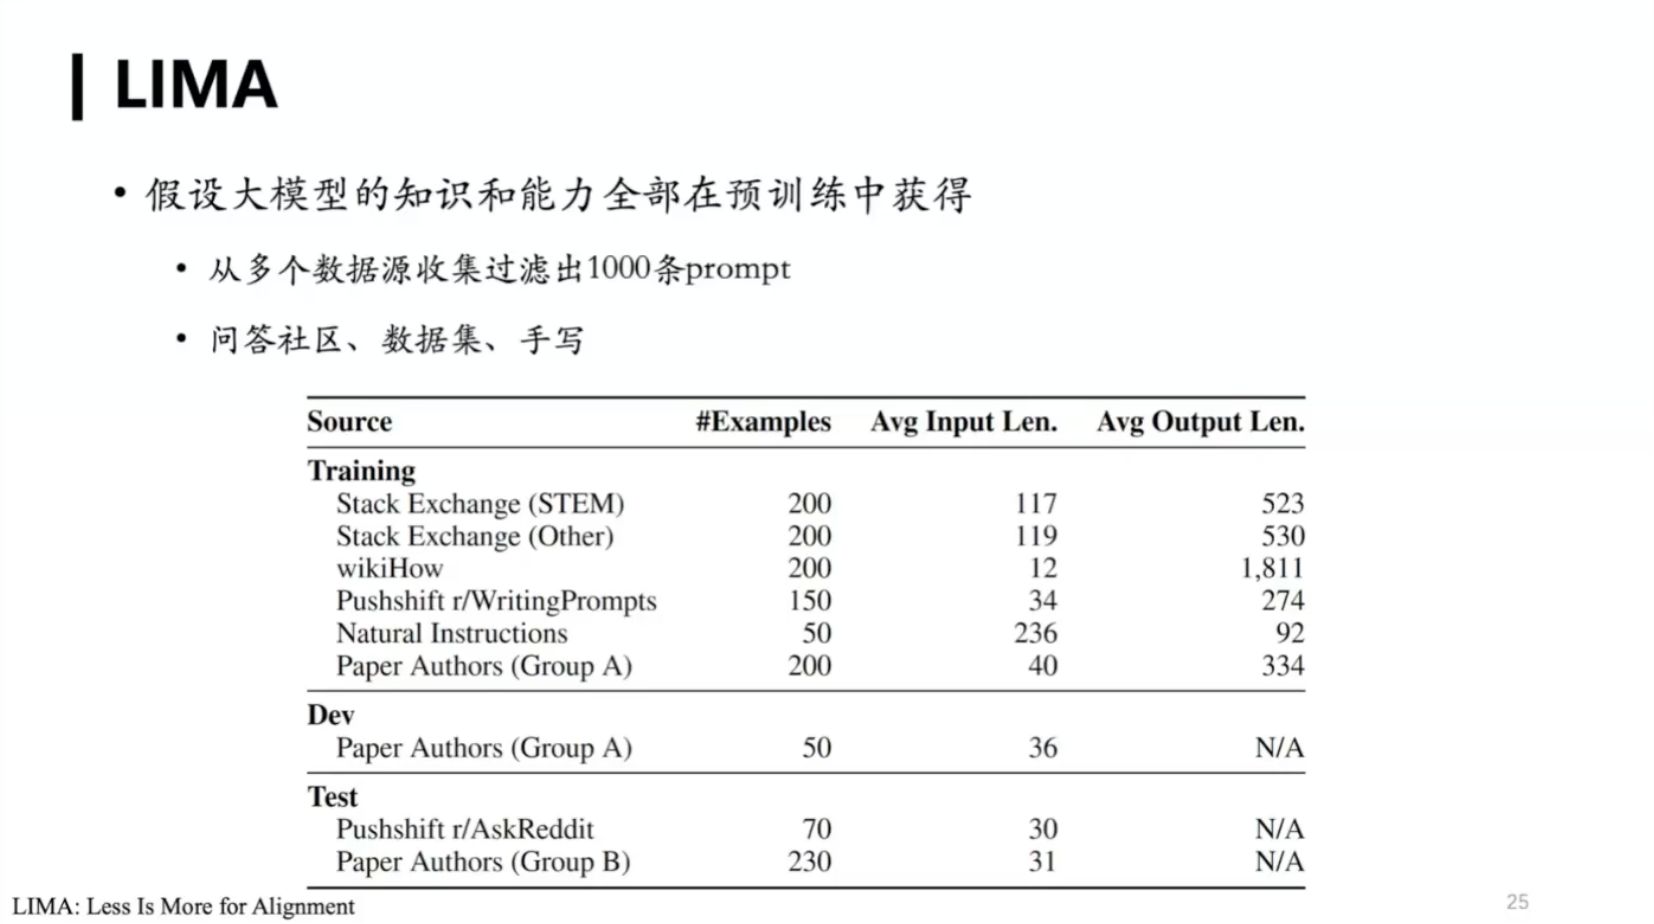 LIMA
• 假设大模型的知识和能力全部在预训练中获得
• 从多个数据源收集过滤出1000条prompt
• 问答社区、数据集、手写
Source #Examples Avg Input Len. Avg Output Len.
Training
Stack Exchange (STEM) 200 117 523
Stack Exchange (Other) 200 119 530
wikiHow 200 12 1,811
Pushshift r/WritingPrompts 150 34 274
Natural Instructions 50 236 92
Paper Authors (Group A) 200 40 334
Dev
Paper Authors (Group A) 50 36 N/A
Test
Pushshift r/AskReddit 70 30 N/A
Paper Authors (Group B) 230 31 N/A
LIMA: Less Is More for Alignment
25